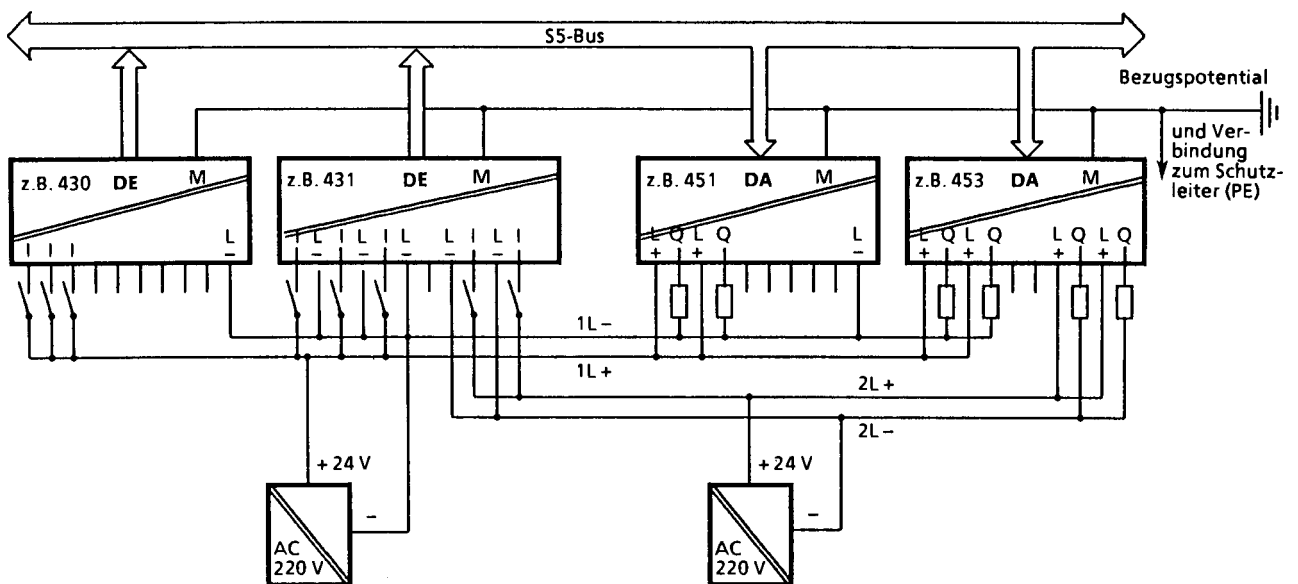 S5-Bus
Bezugspotential
und Ver-
bindung
zum Schutz-
leiter (PE)
z.B. 430 DE M
z.B. 431 DE M
z.B. 451 DA M
z.B. 453 DA M
I I I L
I L I L I L L I L I
L Q L Q L
L Q L Q L Q L Q
–
– – – – –
+ + –
+ + + +
1L–
1L+
2L+
2L–
+ 24 V
–
AC
220 V
+ 24 V
–
AC
220 V